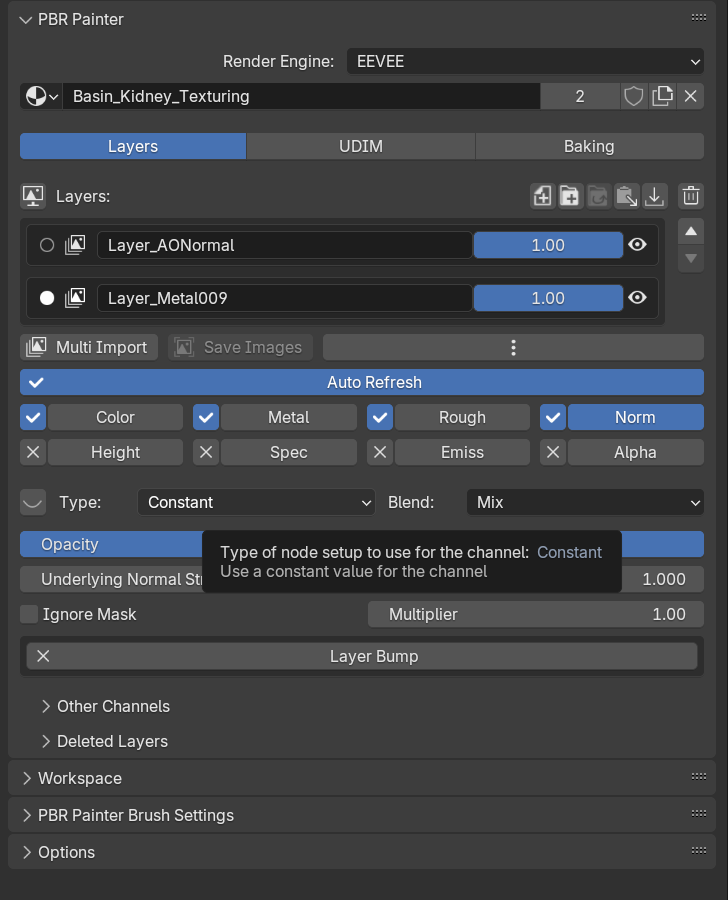 PBR Painter
Render Engine: EEVEE
Basin_Kidney_Texturing 2
Layers UDIM Baking
Layers:
Layer_AONormal 1.00
Layer_Metal009 1.00
Multi Import Save Images
Auto Refresh
Color Metal Rough Norm
Height Spec Emiss Alpha
Type: Constant Blend: Mix
Opacity
Type of node setup to use for the channel: Constant
Use a constant value for the channel
Underlying Normal Str 1.000
Ignore Mask Multiplier 1.00
Layer Bump
Other Channels
Deleted Layers
Workspace
PBR Painter Brush Settings
Options